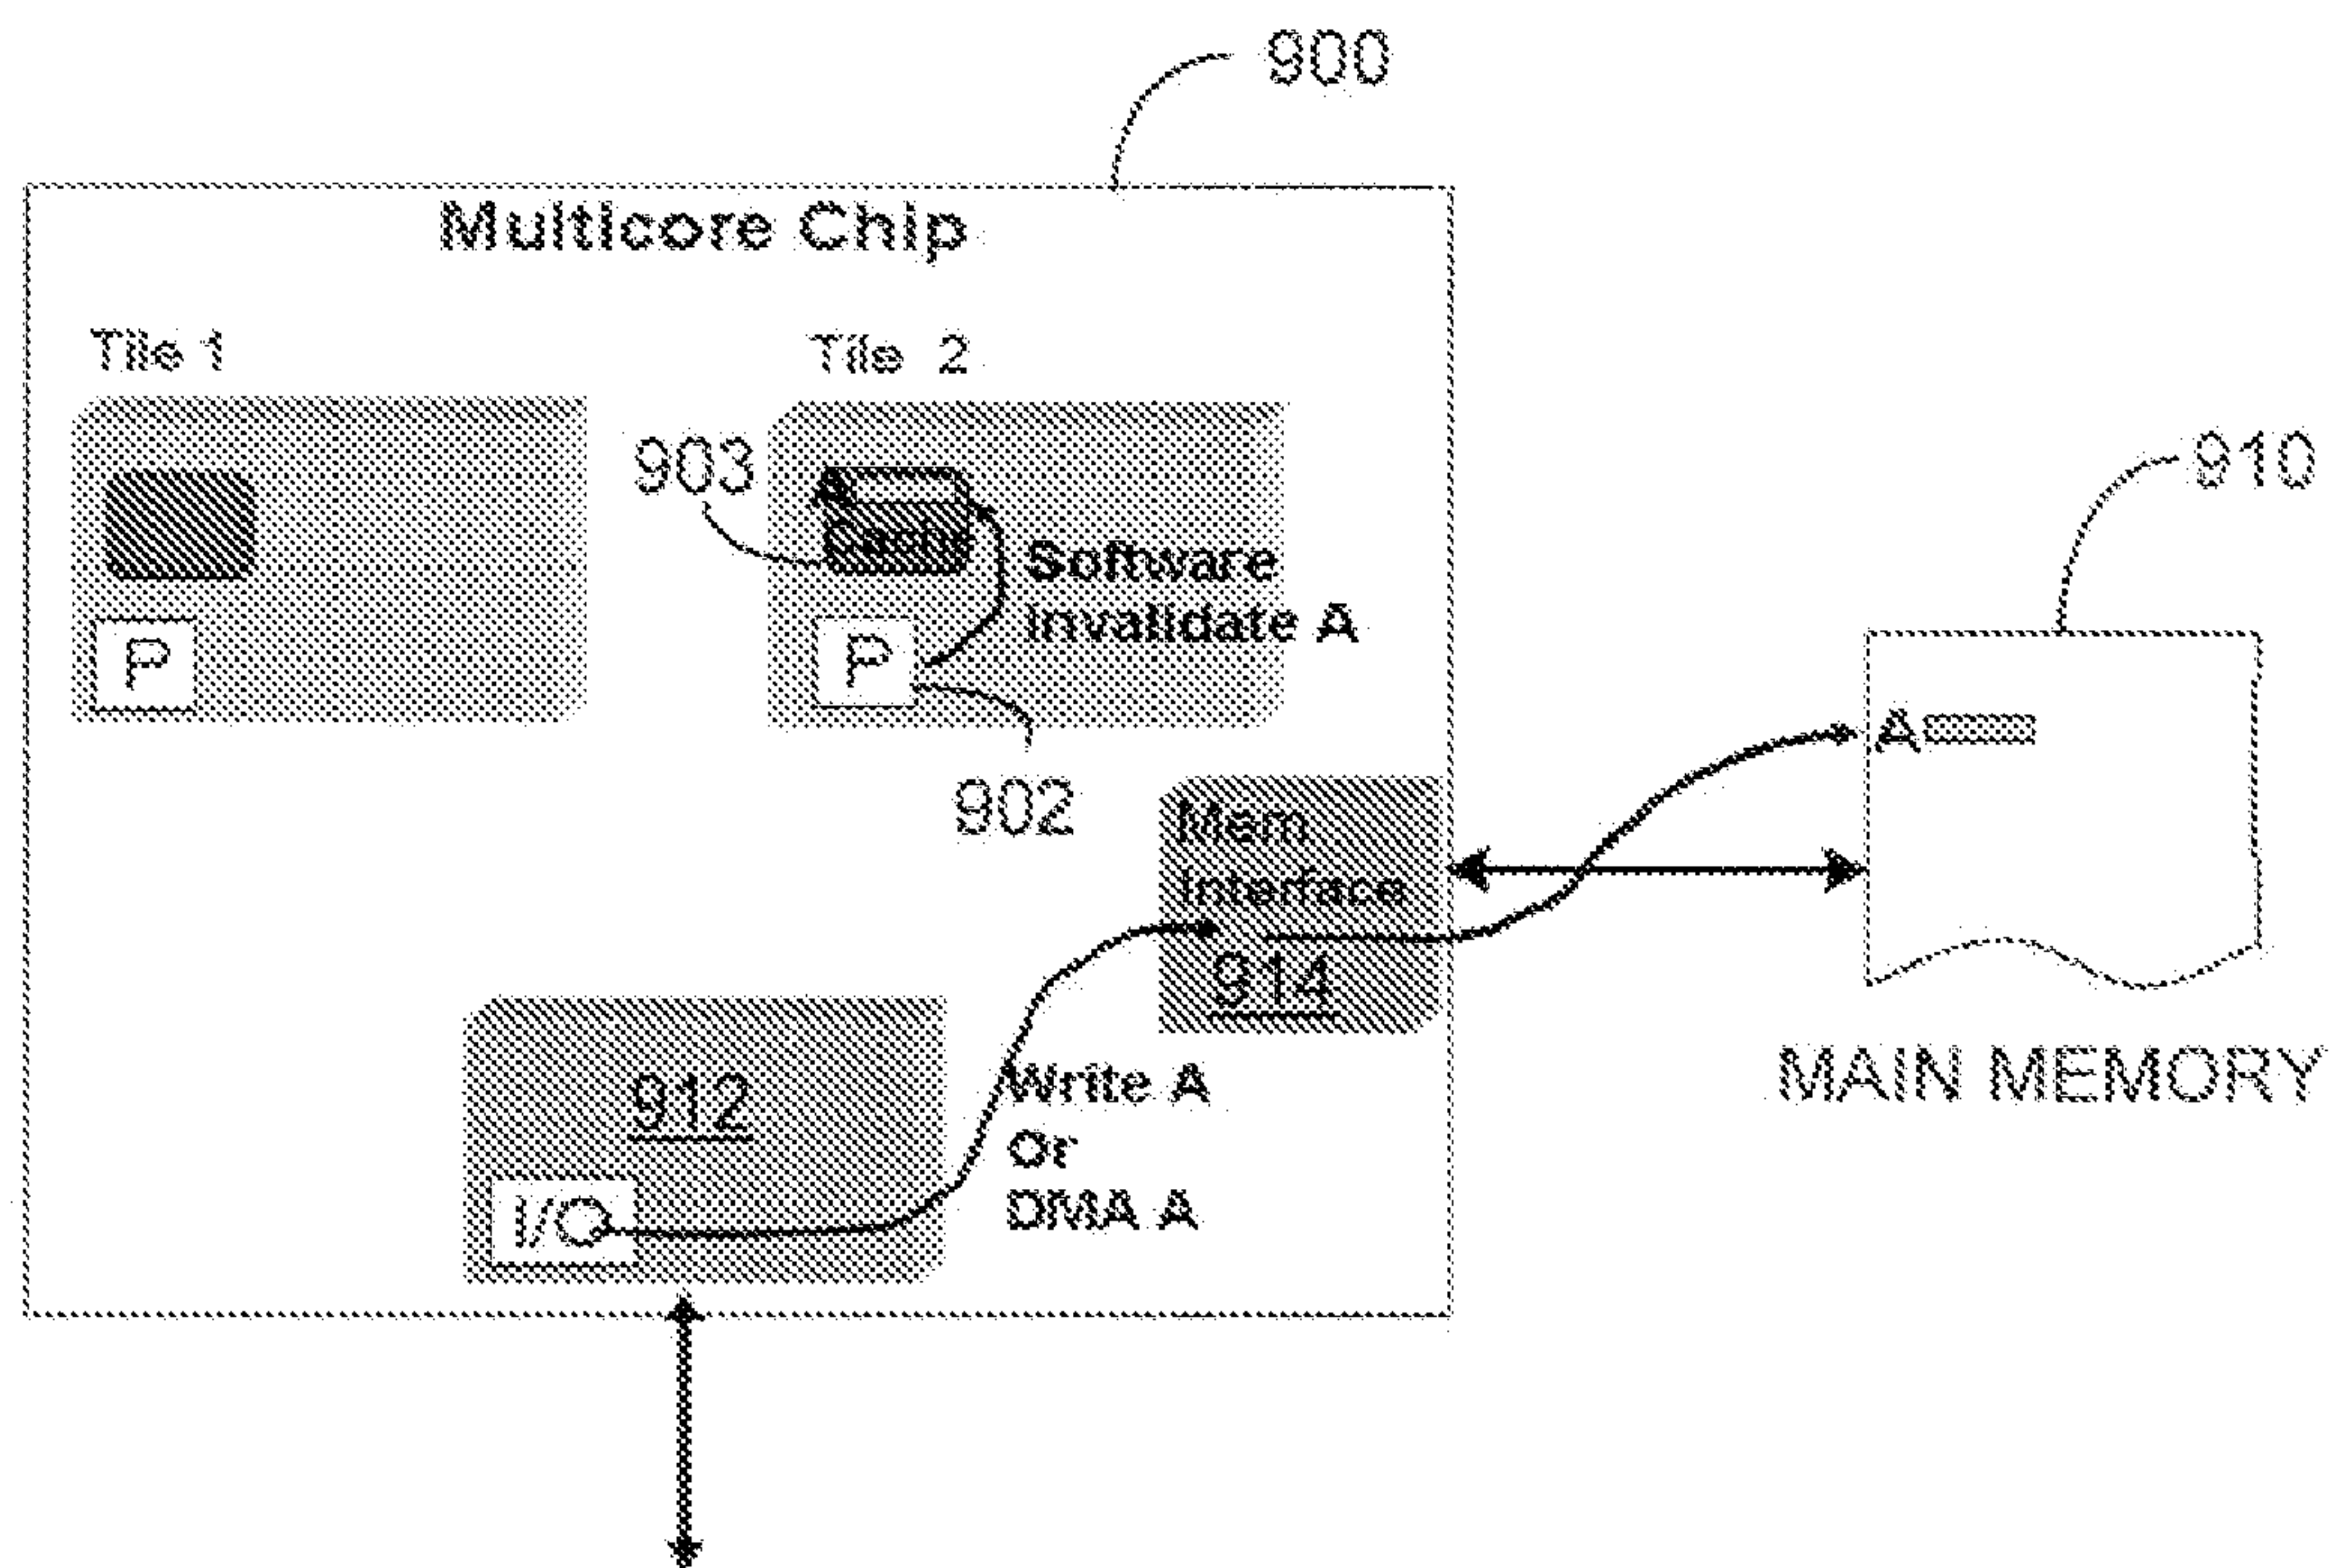 900
Multicore Chip
Tile 1
Tile 2
903
A
Cache
Software
Invalidate A
P
P
902
910
A
Mem
Interface
914
MAIN MEMORY
912
I/O
Write A
Or
DMA A